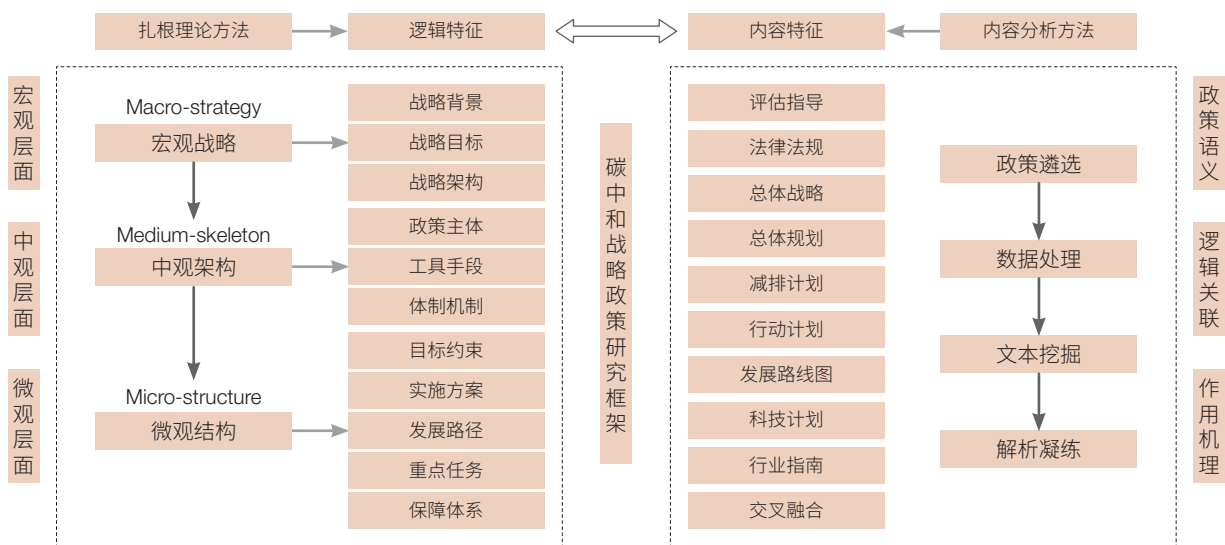 扎根理论方法
逻辑特征
内容特征
内容分析方法
宏观层面
中观层面
微观层面
Macro-strategy
宏观战略
Medium-skeleton
中观架构
Micro-structure
微观结构
战略背景
战略目标
战略架构
政策主体
工具手段
体制机制
目标约束
实施方案
发展路径
重点任务
保障体系
碳中和战略政策研究框架
评估指导
法律法规
总体战略
总体规划
减排计划
行动计划
发展路线图
科技计划
行业指南
交叉融合
政策遴选
数据处理
文本挖掘
解析凝练
政策语义
逻辑关联
作用机理